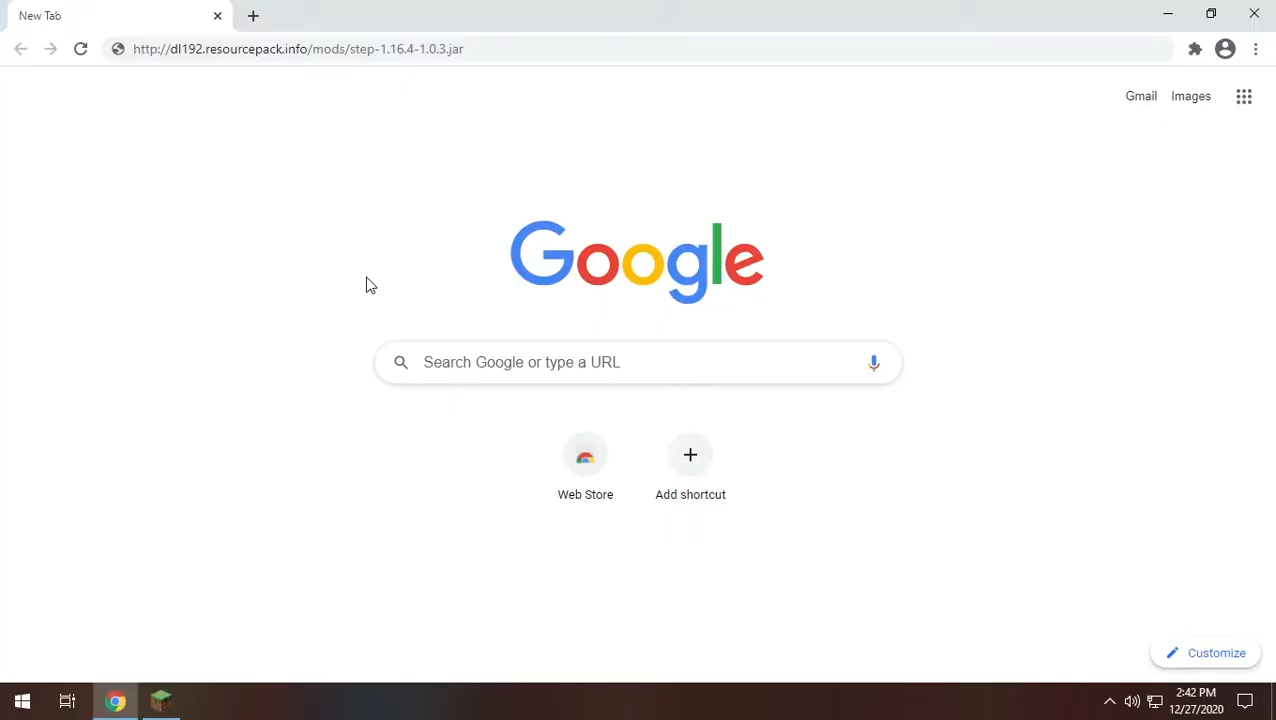 New Tab
http://dl192.resourcepack.info/mods/step-1.16.4-1.0.3.jar
Gmail Images
Google
Search Google or type a URL
Web Store Add shortcut
Customize
2:42 PM
12/27/2020